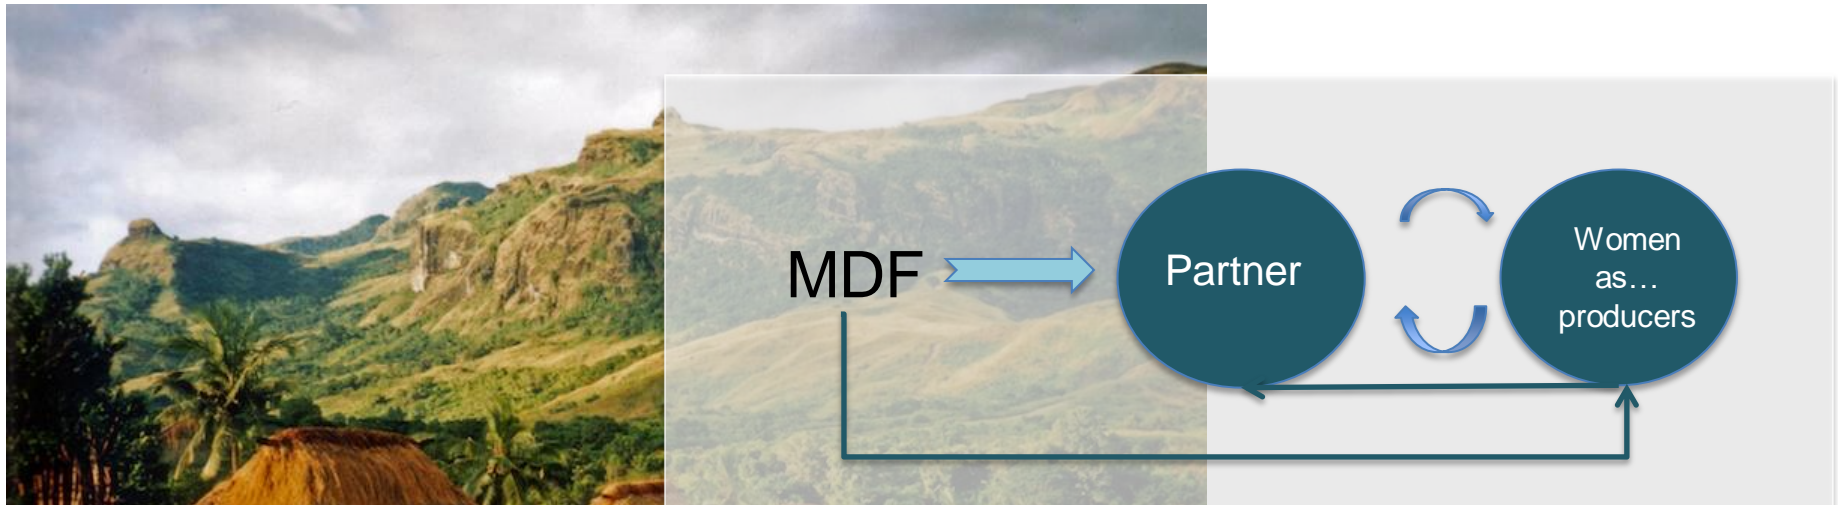 MDF
Partner
Women
as…
producers